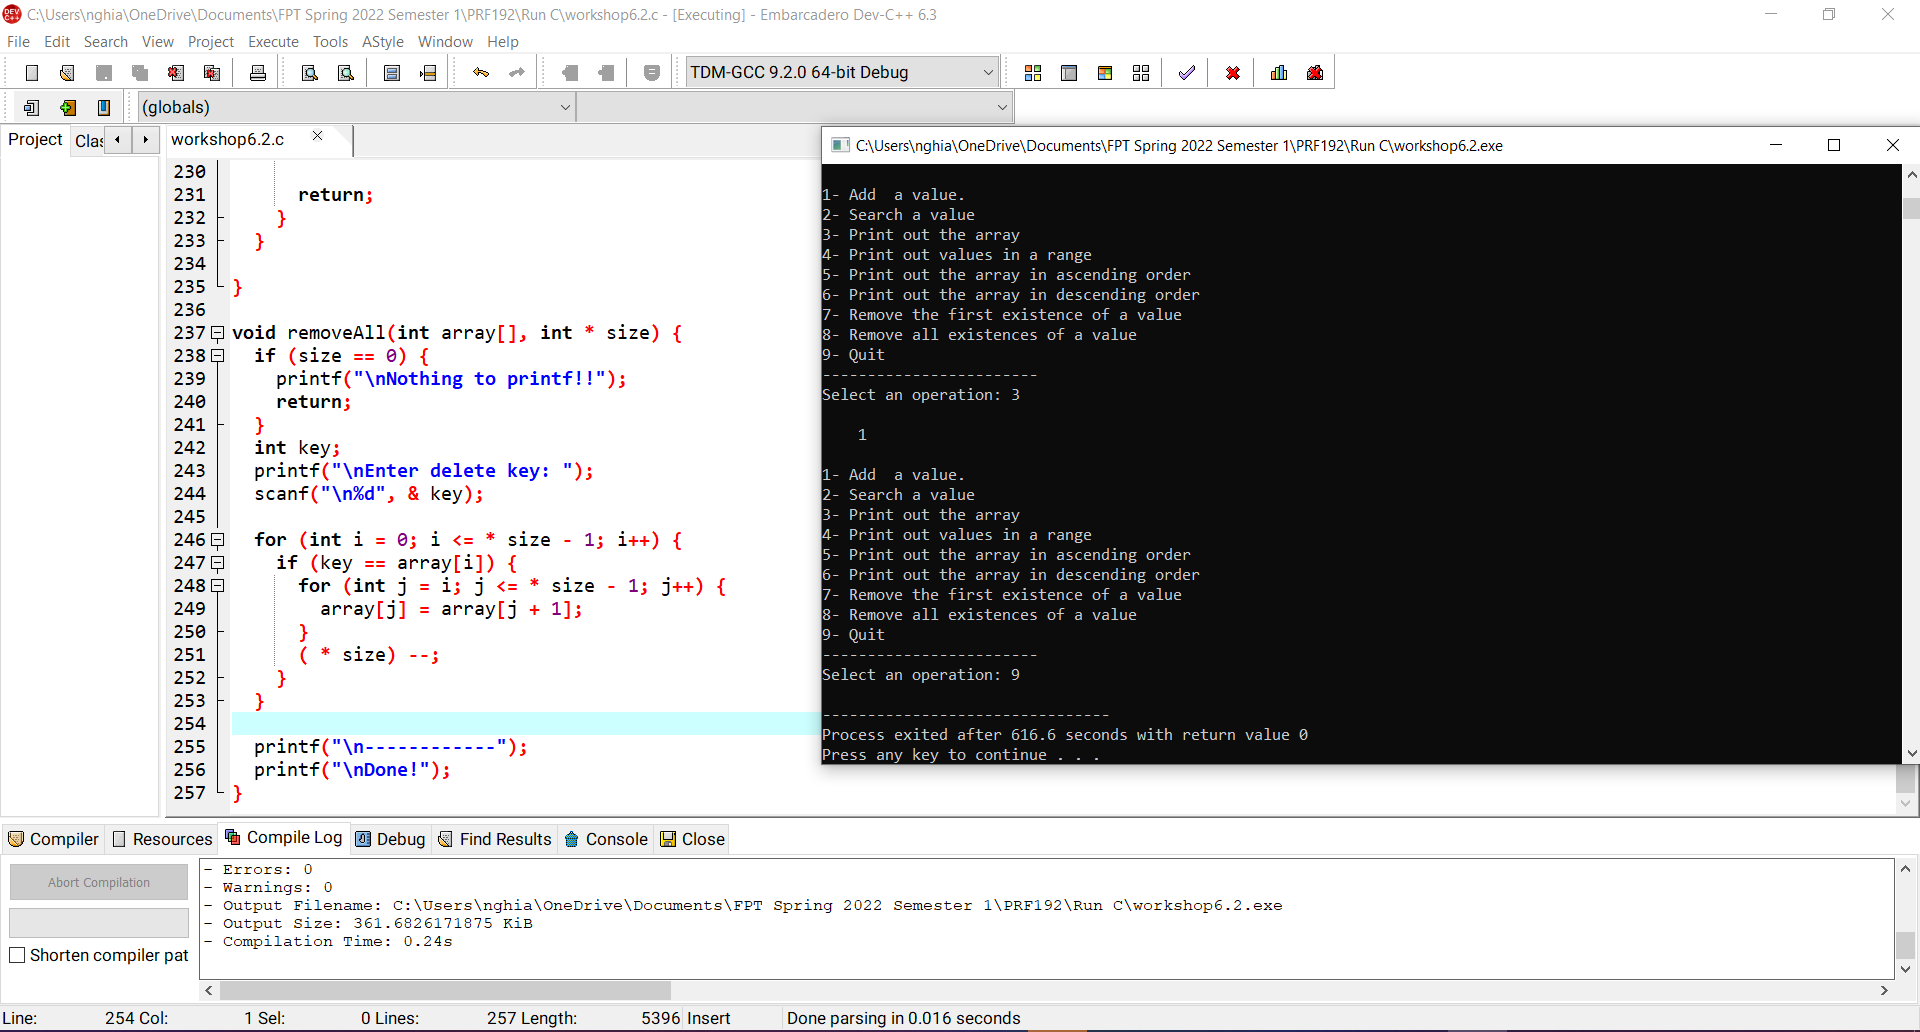 C:\Users\nghia\OneDrive\Documents\FPT Spring 2022 Semester 1\PRF192\Run C\workshop6.2.c - [Executing] - Embarcadero Dev-C++ 6.3
File Edit Search View Project Execute Tools AStyle Window Help
TDM-GCC 9.2.0 64-bit Debug
(globals)
Project Clas
workshop6.2.c
230
231 return;
232 }
233 }
234
235 }
236
237 void removeAll(int array[], int * size) {
238 if (size == 0) {
239 printf("\nNothing to printf!!");
240 return;
241 }
242 int key;
243 printf("\nEnter delete key: ");
244 scanf("\n%d", & key);
245
246 for (int i = 0; i <= * size - 1; i++) {
247 if (key == array[i]) {
248 for (int j = i; j <= * size - 1; j++) {
249 array[j] = array[j + 1];
250 }
251 ( * size) --;
252 }
253 }
254
255 printf("\n------------");
256 printf("\nDone!");
257 }
C:\Users\nghia\OneDrive\Documents\FPT Spring 2022 Semester 1\PRF192\Run C\workshop6.2.exe
1- Add  a value.
2- Search a value
3- Print out the array
4- Print out values in a range
5- Print out the array in ascending order
6- Print out the array in descending order
7- Remove the first existence of a value
8- Remove all existences of a value
9- Quit
------------------------
Select an operation: 3
1
1- Add  a value.
2- Search a value
3- Print out the array
4- Print out values in a range
5- Print out the array in ascending order
6- Print out the array in descending order
7- Remove the first existence of a value
8- Remove all existences of a value
9- Quit
------------------------
Select an operation: 9
--------------------------------
Process exited after 616.6 seconds with return value 0
Press any key to continue . . .
Compiler Resources Compile Log Debug Find Results Console Close
Abort Compilation
Shorten compiler pat
- Errors: 0
- Warnings: 0
- Output Filename: C:\Users\nghia\OneDrive\Documents\FPT Spring 2022 Semester 1\PRF192\Run C\workshop6.2.exe
- Output Size: 361.6826171875 KiB
- Compilation Time: 0.24s
Line: 254 Col: 1 Sel: 0 Lines: 257 Length: 5396 Insert Done parsing in 0.016 seconds